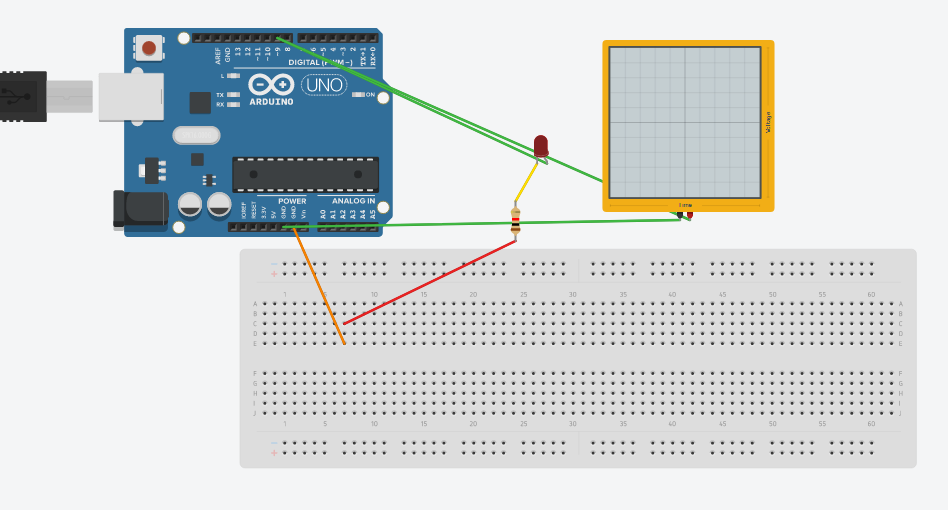 AREF
GND
13
12
~11
~10
~9
8
7
~6
~5
4
~3
2
TX→1
RX←0
DIGITAL (PWM~)
L
TX
RX
ARDUINO
UNO
ON
POWER
ANALOG IN
IOREF
RESET
3.3V
5V
GND
GND
Vin
A0
A1
A2
A3
A4
A5
Voltage
Time
1 5 10 15 20 25 30 35 40 45 50 55 60
A A
B B
C C
D D
E E
F F
G G
H H
I I
J J
1 5 10 15 20 25 30 35 40 45 50 55 60